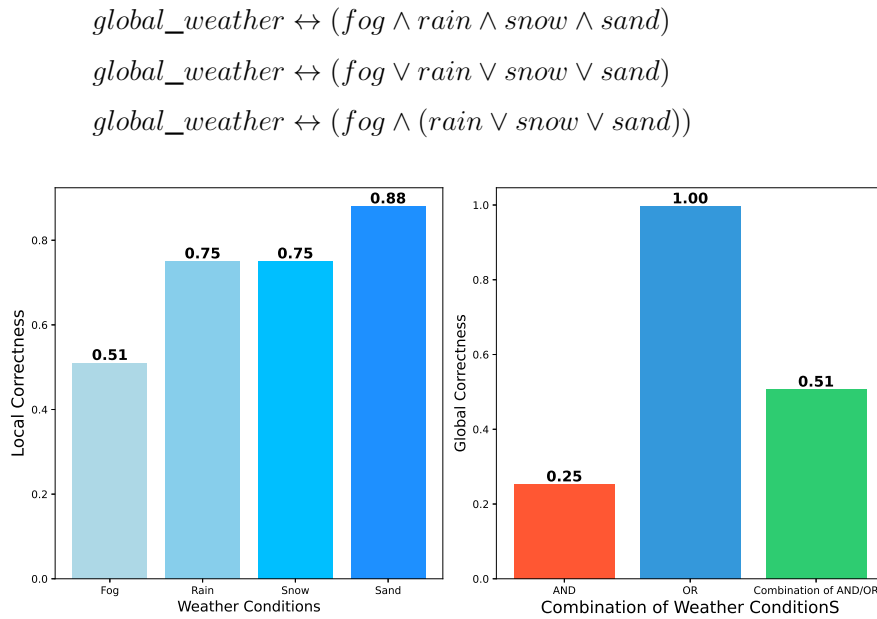 global_weather ↔ (fog ∧ rain ∧ snow ∧ sand)
global_weather ↔ (fog ∨ rain ∨ snow ∨ sand)
global_weather ↔ (fog ∧ (rain ∨ snow ∨ sand))
Local Correctness
0.8
0.6
0.4
0.2
0.0
0.51
0.75
0.75
0.88
Fog
Rain
Snow
Sand
Weather Conditions
Global Correctness
1.0
0.8
0.6
0.4
0.2
0.0
0.25
1.00
0.51
AND
OR
Combination of AND/OR
Combination of Weather ConditionS